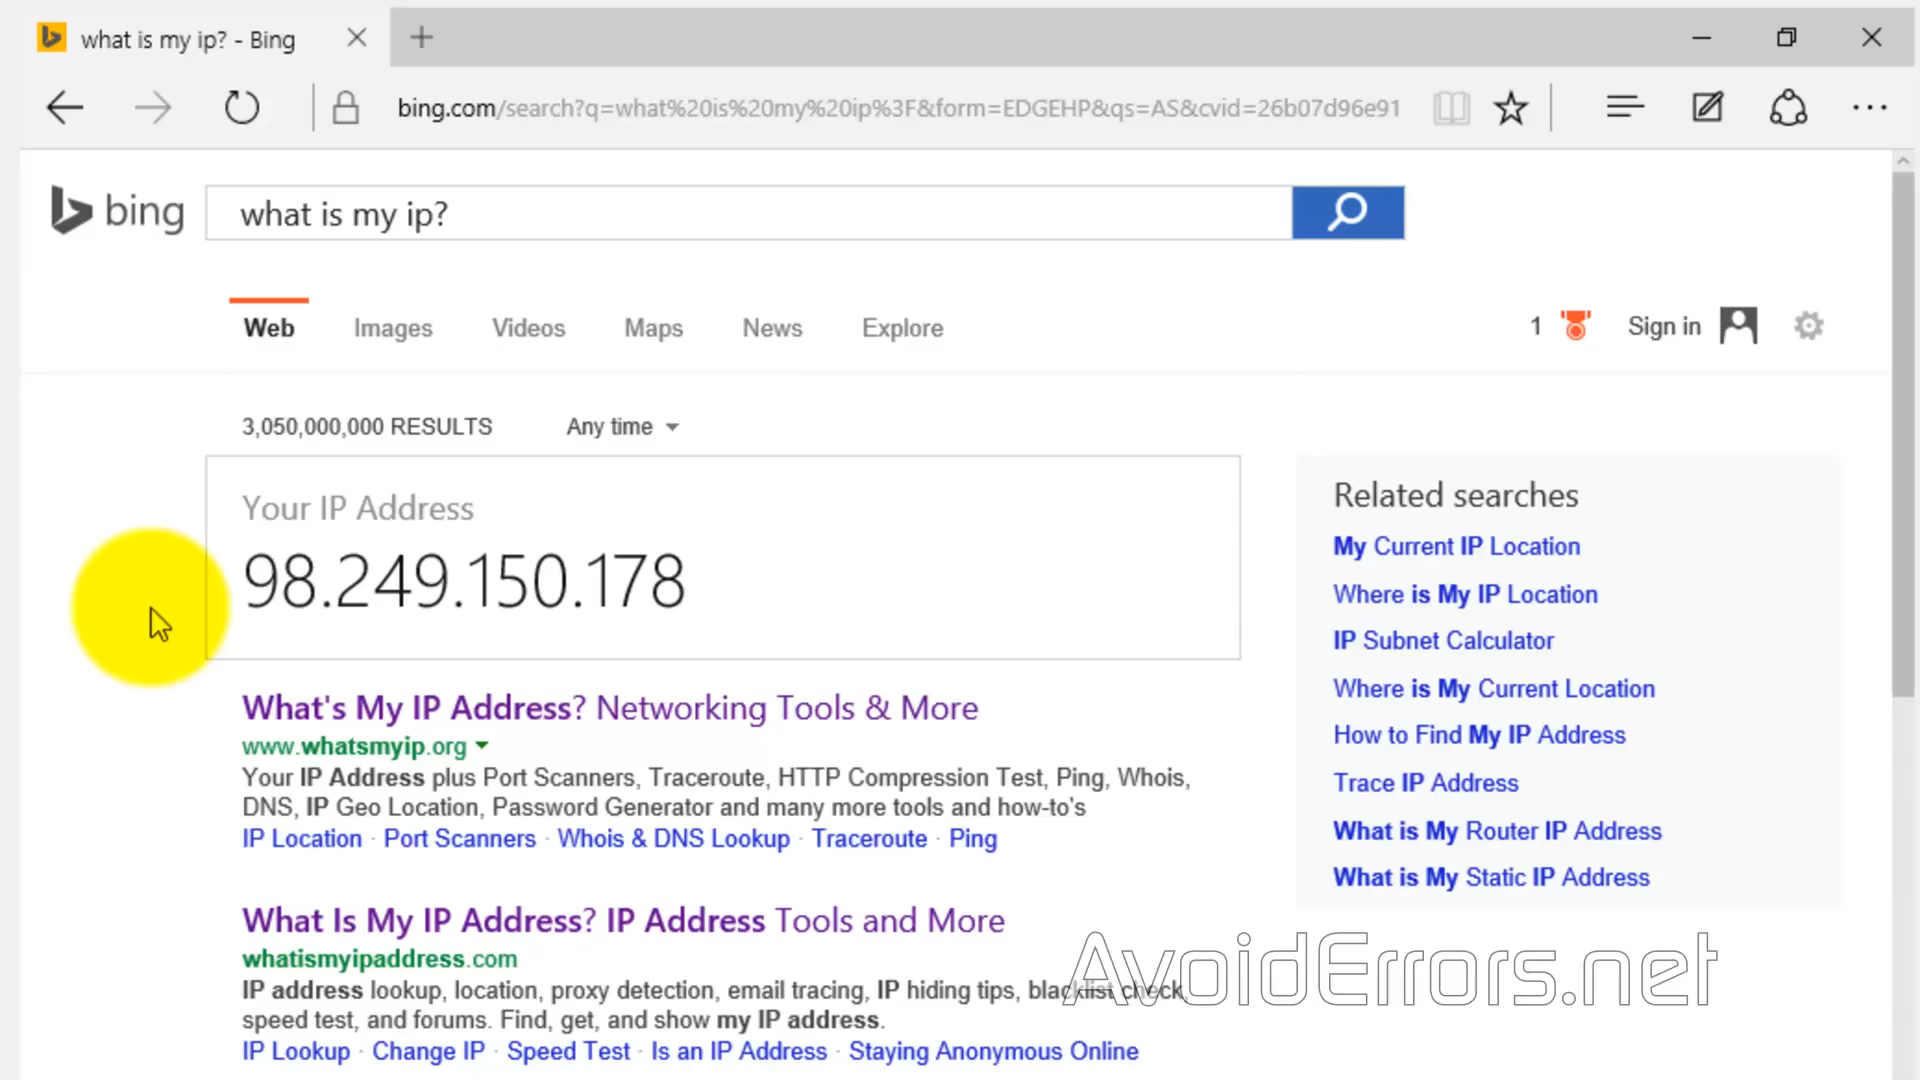 what is my ip? - Bing
bing.com/search?q=what%20is%20my%20ip%3F&form=EDGEHP&qs=AS&cvid=26b07d96e91
bing
what is my ip?
Web Images Videos Maps News Explore
1 Sign in
3,050,000,000 RESULTS Any time
Your IP Address
98.249.150.178
What's My IP Address? Networking Tools & More
www.whatsmyip.org
Your IP Address plus Port Scanners, Traceroute, HTTP Compression Test, Ping, Whois,
DNS, IP Geo Location, Password Generator and many more tools and how-to's
IP Location · Port Scanners · Whois & DNS Lookup · Traceroute · Ping
What Is My IP Address? IP Address Tools and More
whatismyipaddress.com
IP address lookup, location, proxy detection, email tracing, IP hiding tips, blacklist check,
speed test, and forums. Find, get, and show my IP address.
IP Lookup · Change IP · Speed Test · Is an IP Address · Staying Anonymous Online
Related searches
My Current IP Location
Where is My IP Location
IP Subnet Calculator
Where is My Current Location
How to Find My IP Address
Trace IP Address
What is My Router IP Address
What is My Static IP Address
AvoidErrors.net